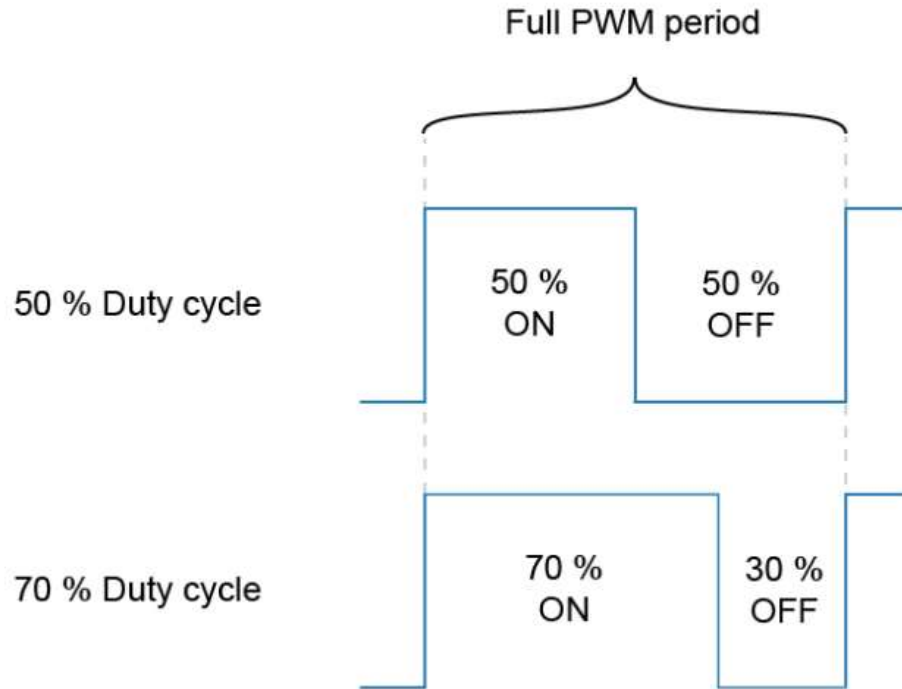 Full PWM period
50 % Duty cycle
50 %
ON
50 %
OFF
70 % Duty cycle
70 %
ON
30 %
OFF